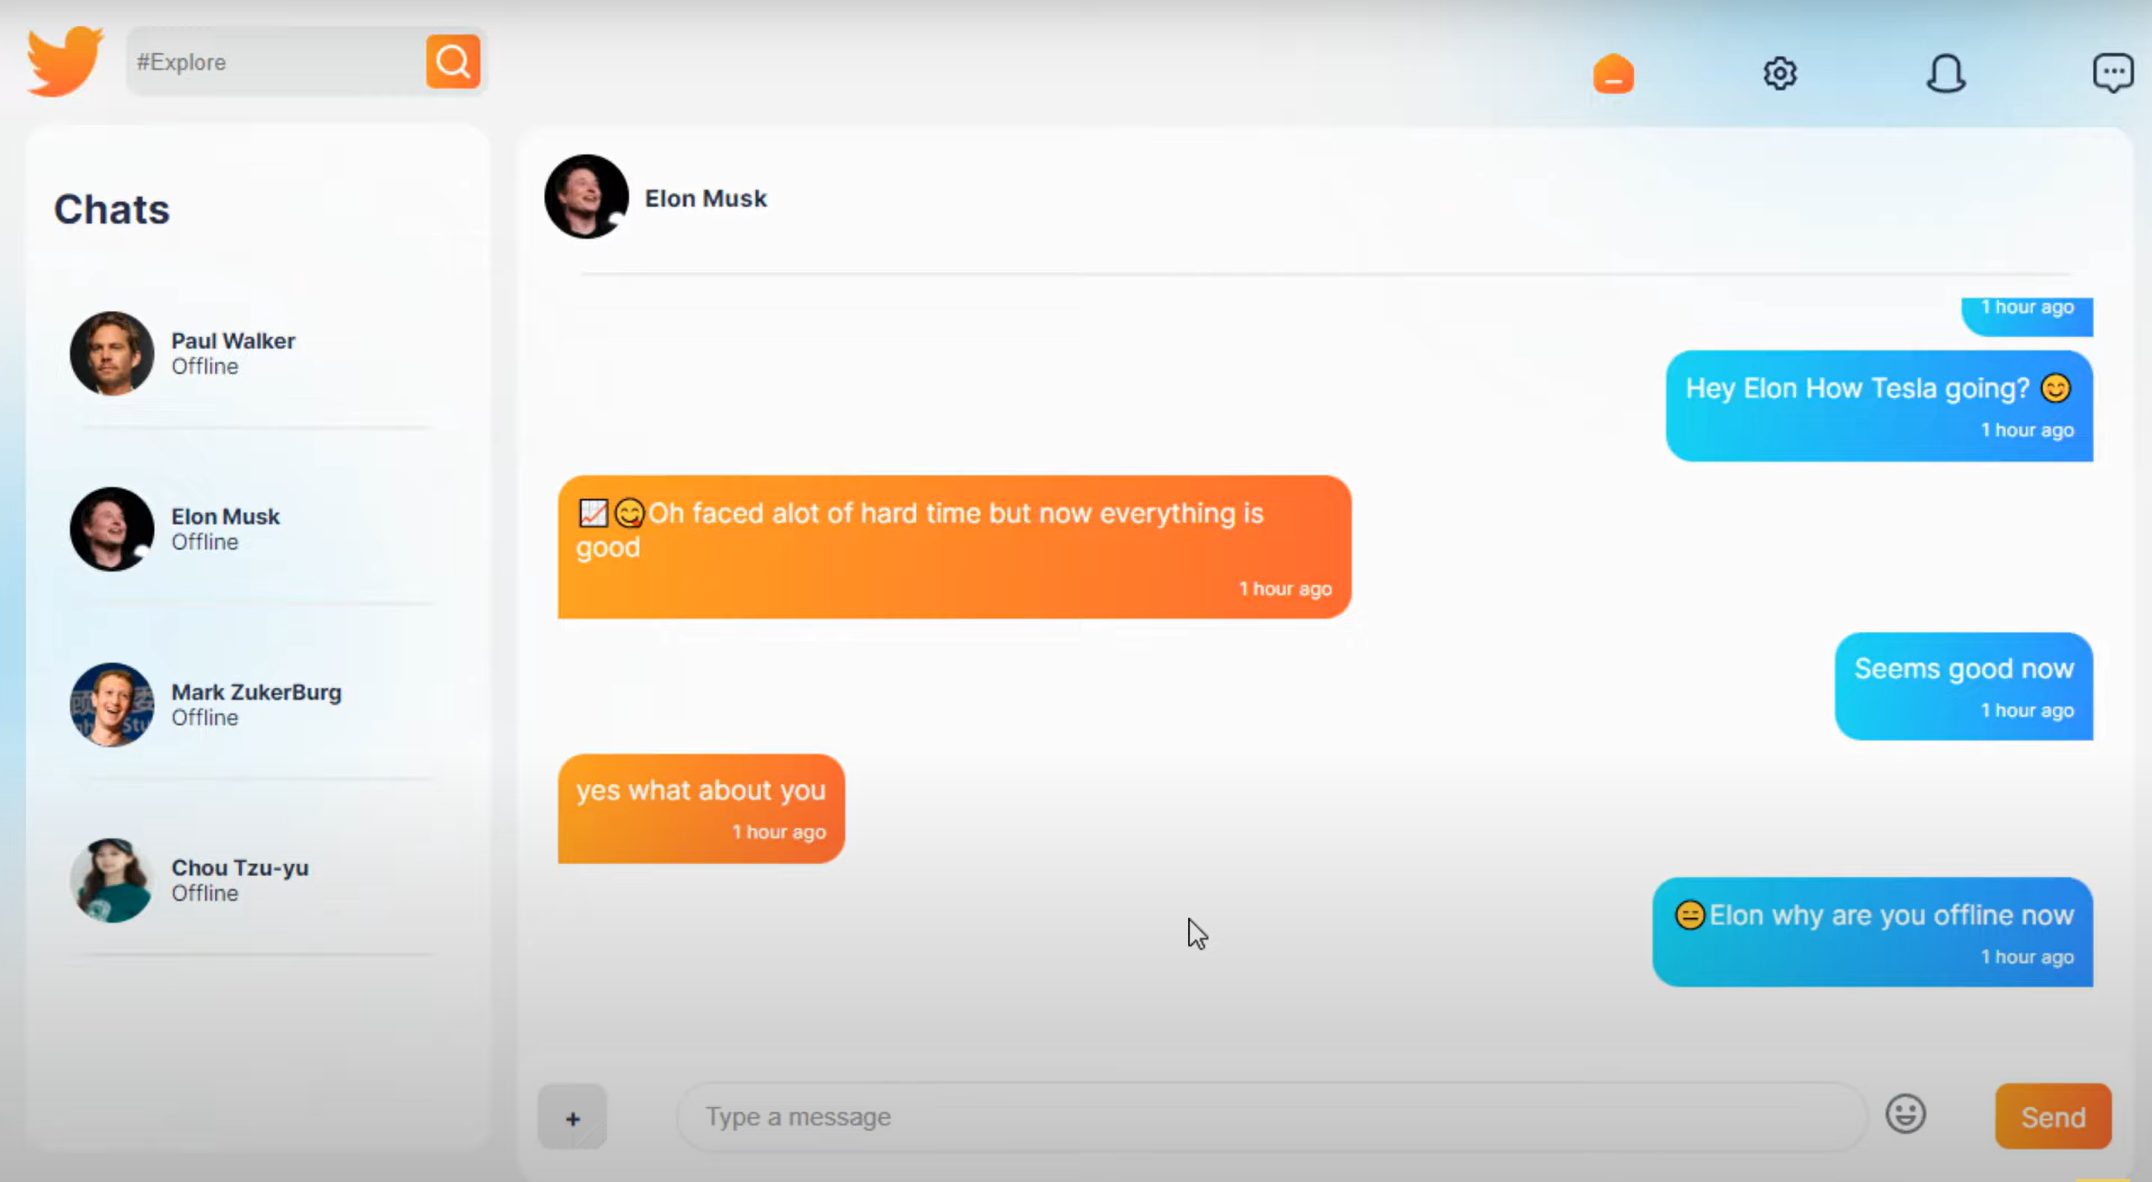 #Explore
Chats
Paul Walker
Offline
Elon Musk
Offline
Mark ZukerBurg
Offline
Chou Tzu-yu
Offline
Elon Musk
1 hour ago
Hey Elon How Tesla going? 😊
1 hour ago
📈😋Oh faced alot of hard time but now everything is
good
1 hour ago
Seems good now
1 hour ago
yes what about you
1 hour ago
😑Elon why are you offline now
1 hour ago
+
Type a message
Send